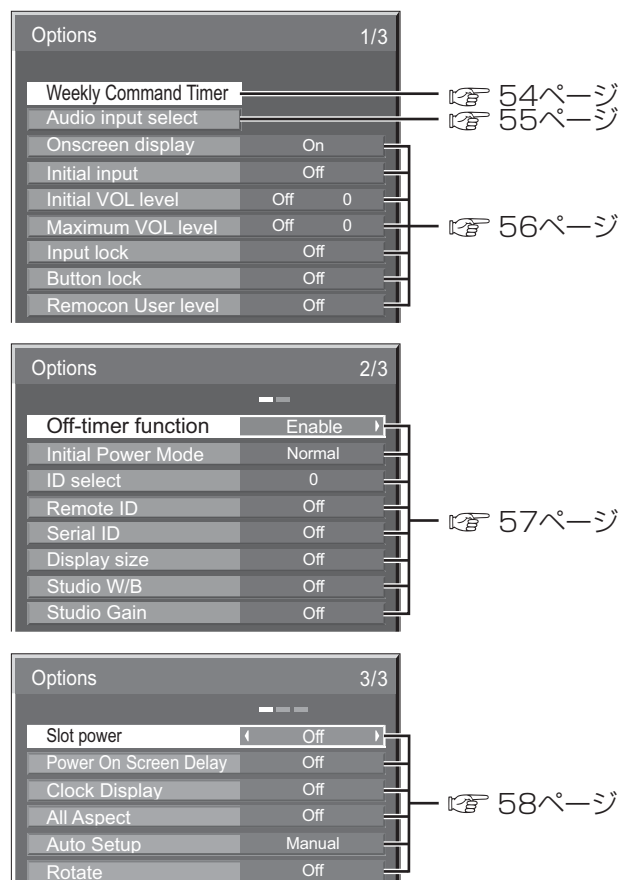 Options 1/3
Weekly Command Timer ☞ 54ページ
Audio input select ☞ 55ページ
Onscreen display On
Initial input Off
Initial VOL level Off 0
Maximum VOL level Off 0 ☞ 56ページ
Input lock Off
Button lock Off
Remocon User level Off
Options 2/3
Off-timer function Enable
Initial Power Mode Normal
ID select 0
Remote ID Off ☞ 57ページ
Serial ID Off
Display size Off
Studio W/B Off
Studio Gain Off
Options 3/3
Slot power Off
Power On Screen Delay Off
Clock Display Off ☞ 58ページ
All Aspect Off
Auto Setup Manual
Rotate Off